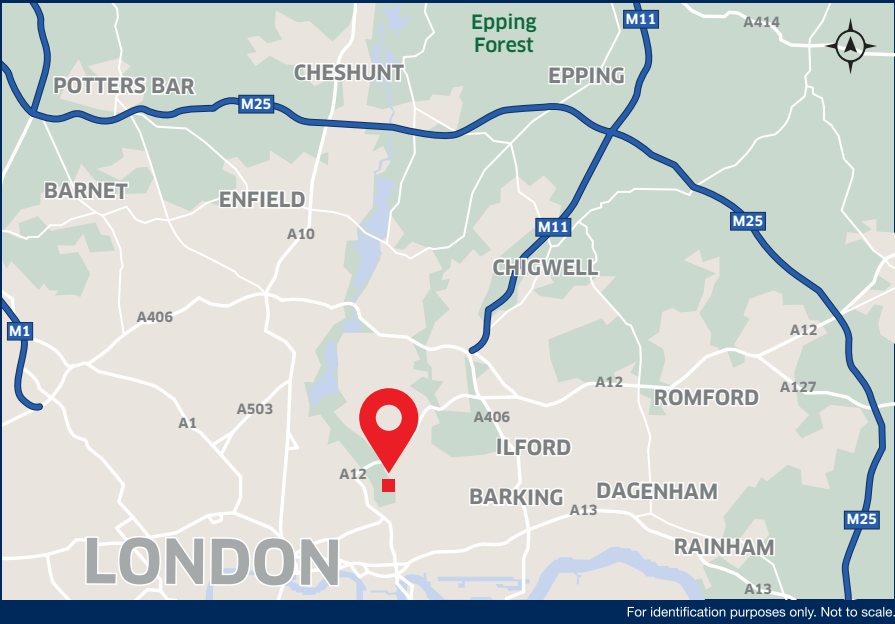 Epping
Forest
M11
A414
CHESHUNT
EPPING
POTTERS BAR
M25
BARNET
ENFIELD
A10
M11
M25
CHIGWELL
A406
M1
A12
A12
A127
ROMFORD
A503
A1
A406
ILFORD
A12
BARKING
DAGENHAM
A13
LONDON
M25
RAINHAM
A13
For identification purposes only. Not to scale.